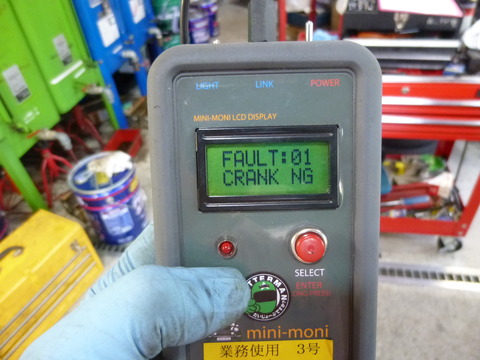 LIGHT LINK POWER
MINI-MONI LCD DISPLAY
FAULT:01
CRANK NG
SELECT
ENTER
mini-moni
業務使用 3号